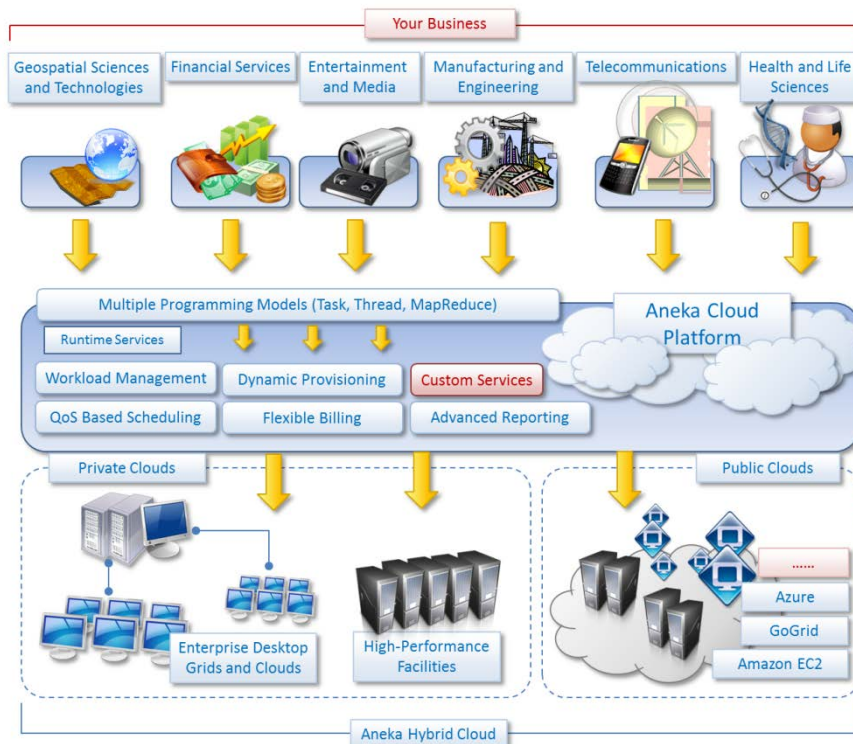 Your Business
Geospatial Sciences
and Technologies
Financial Services
Entertainment
and Media
Manufacturing and
Engineering
Telecommunications
Health and Life
Sciences
Multiple Programming Models (Task, Thread, MapReduce)
Aneka Cloud
Platform
Runtime Services
Workload Management
Dynamic Provisioning
Custom Services
QoS Based Scheduling
Flexible Billing
Advanced Reporting
Private Clouds
Public Clouds
......
Azure
GoGrid
Amazon EC2
Enterprise Desktop
Grids and Clouds
High-Performance
Facilities
Aneka Hybrid Cloud